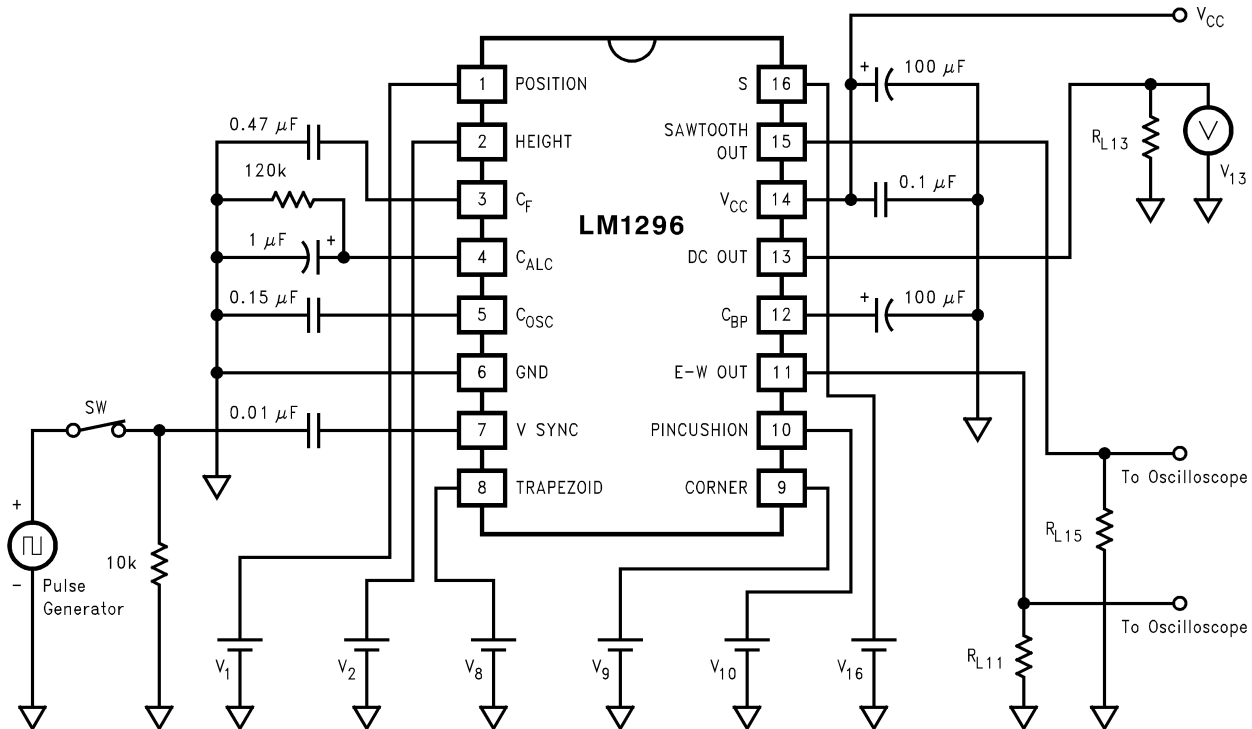 V_CC
+ 100 μF
1 POSITION
S 16
0.47 μF
2 HEIGHT
SAWTOOTH OUT 15
R_L13
V
V_13
120k
3 C_F
LM1296
V_CC 14
0.1 μF
1 μF +
4 C_ALC
DC OUT 13
0.15 μF
5 C_OSC
C_BP 12
+ 100 μF
6 GND
E-W OUT 11
SW
0.01 μF
7 V SYNC
PINCUSHION 10
8 TRAPEZOID
CORNER 9
To Oscilloscope
+
-
Pulse
Generator
10k
R_L15
To Oscilloscope
R_L11
V_1
V_2
V_8
V_9
V_10
V_16